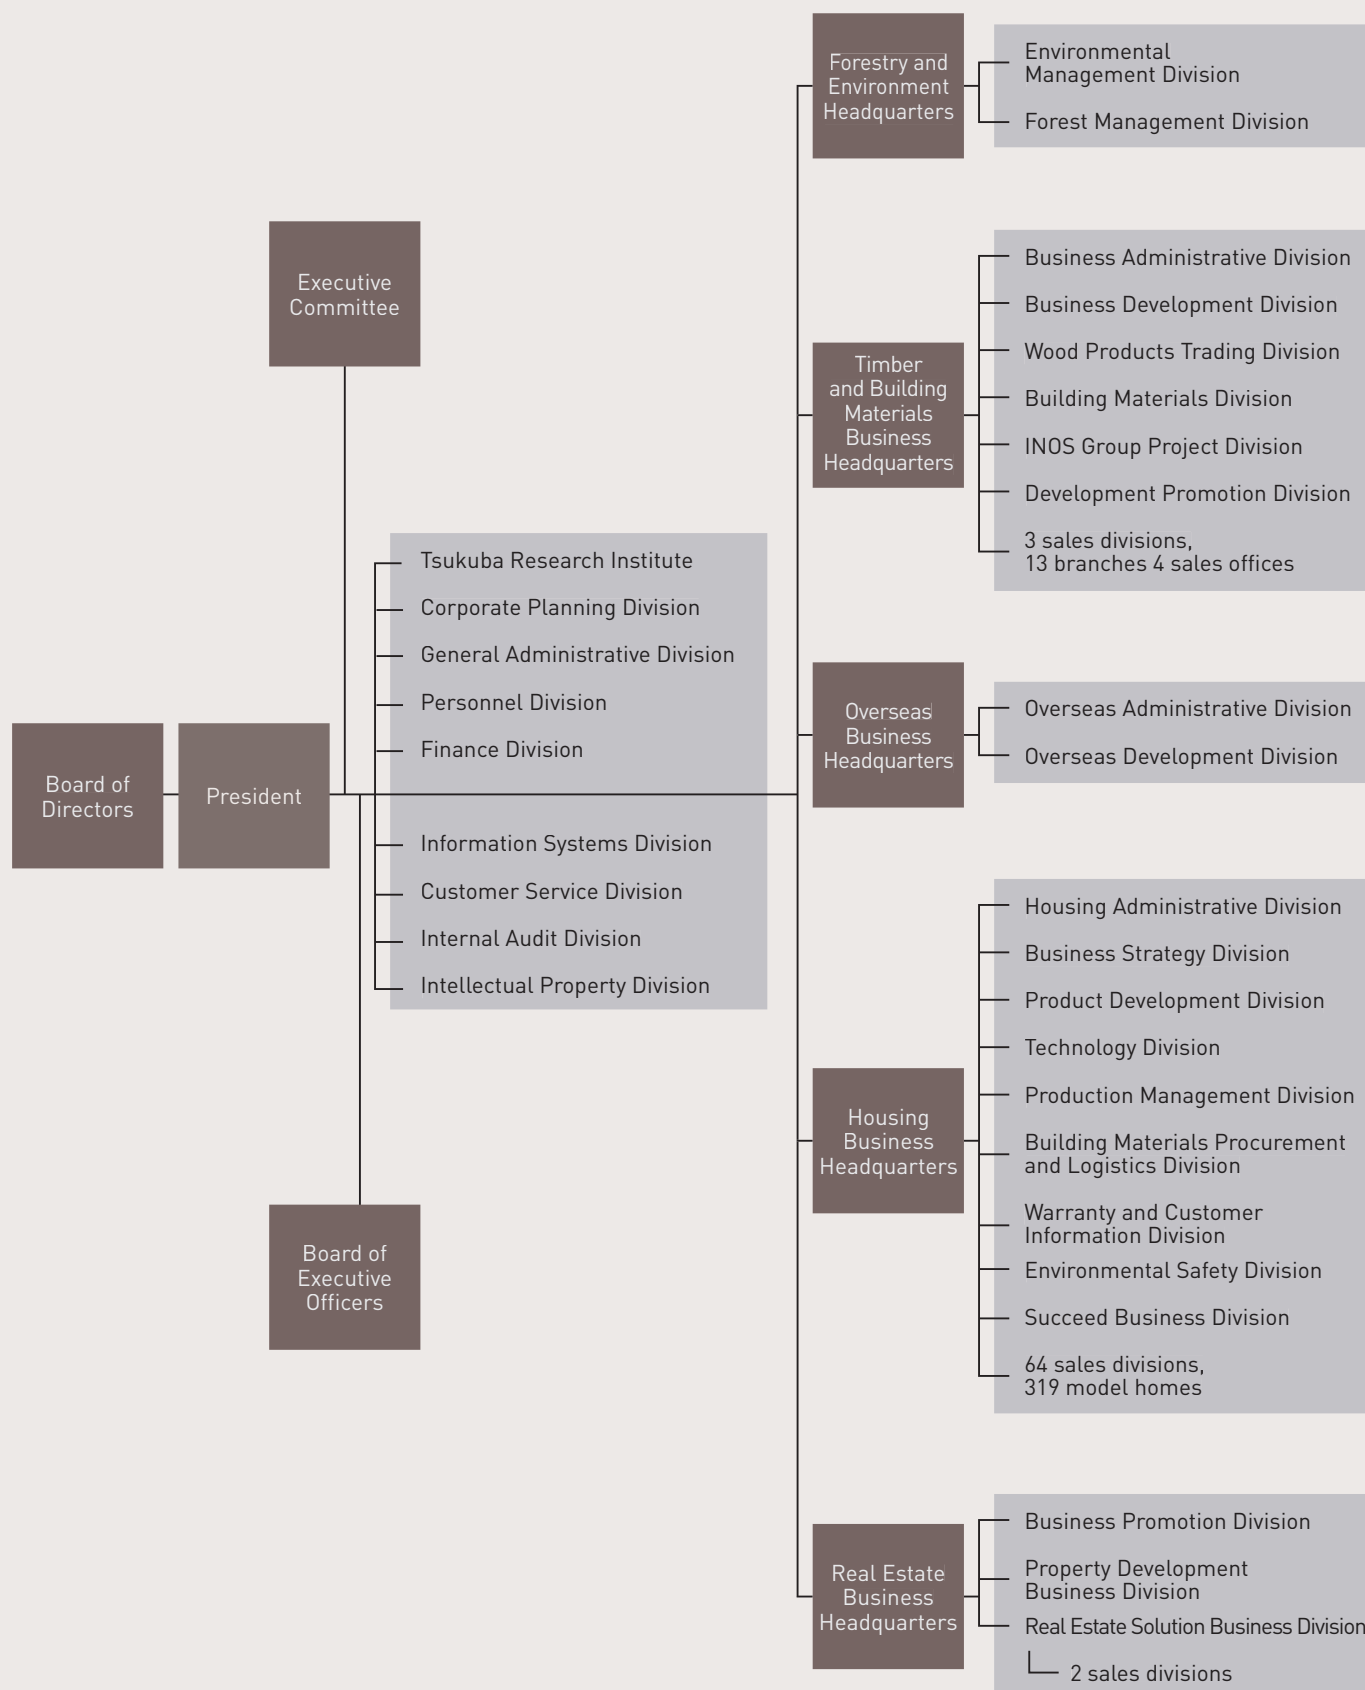 Board of
Directors
President
Executive
Committee
Board of
Executive
Officers
Tsukuba Research Institute
Corporate Planning Division
General Administrative Division
Personnel Division
Finance Division
Information Systems Division
Customer Service Division
Internal Audit Division
Intellectual Property Division
Forestry and
Environment
Headquarters
Environmental
Management Division
Forest Management Division
Timber
and Building
Materials
Business
Headquarters
Business Administrative Division
Business Development Division
Wood Products Trading Division
Building Materials Division
INOS Group Project Division
Development Promotion Division
3 sales divisions,
13 branches 4 sales offices
Overseas
Business
Headquarters
Overseas Administrative Division
Overseas Development Division
Housing
Business
Headquarters
Housing Administrative Division
Business Strategy Division
Product Development Division
Technology Division
Production Management Division
Building Materials Procurement
and Logistics Division
Warranty and Customer
Information Division
Environmental Safety Division
Succeed Business Division
64 sales divisions,
319 model homes
Real Estate
Business
Headquarters
Business Promotion Division
Property Development
Business Division
Real Estate Solution Business Division
2 sales divisions